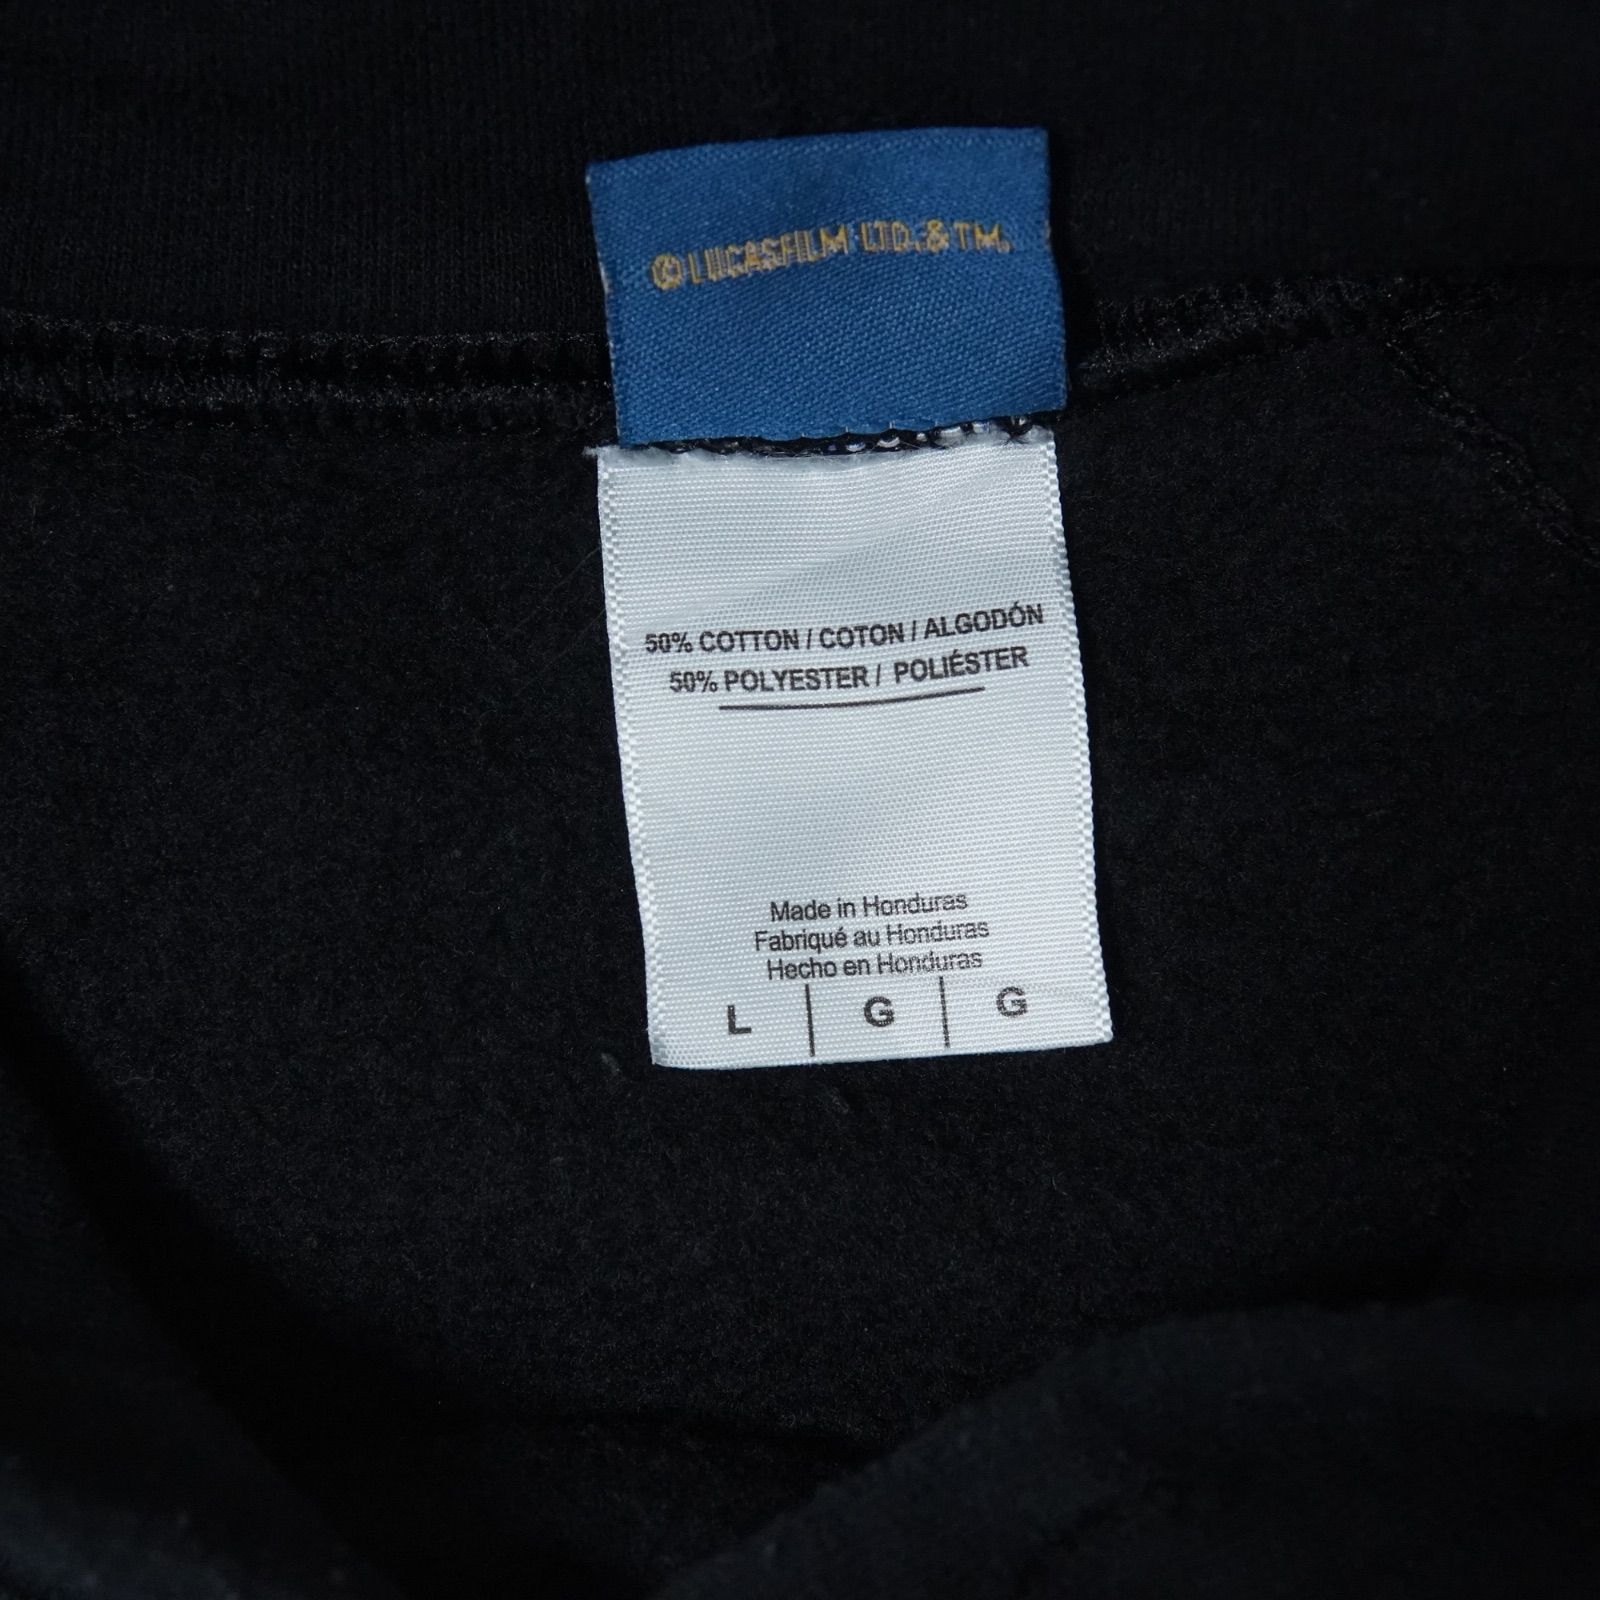 © LUCASFILM LTD. & TM.
50% COTTON / COTON / ALGODÓN
50% POLYESTER / POLIÉSTER
Made in Honduras
Fabriqué au Honduras
Hecho en Honduras
L | G | G